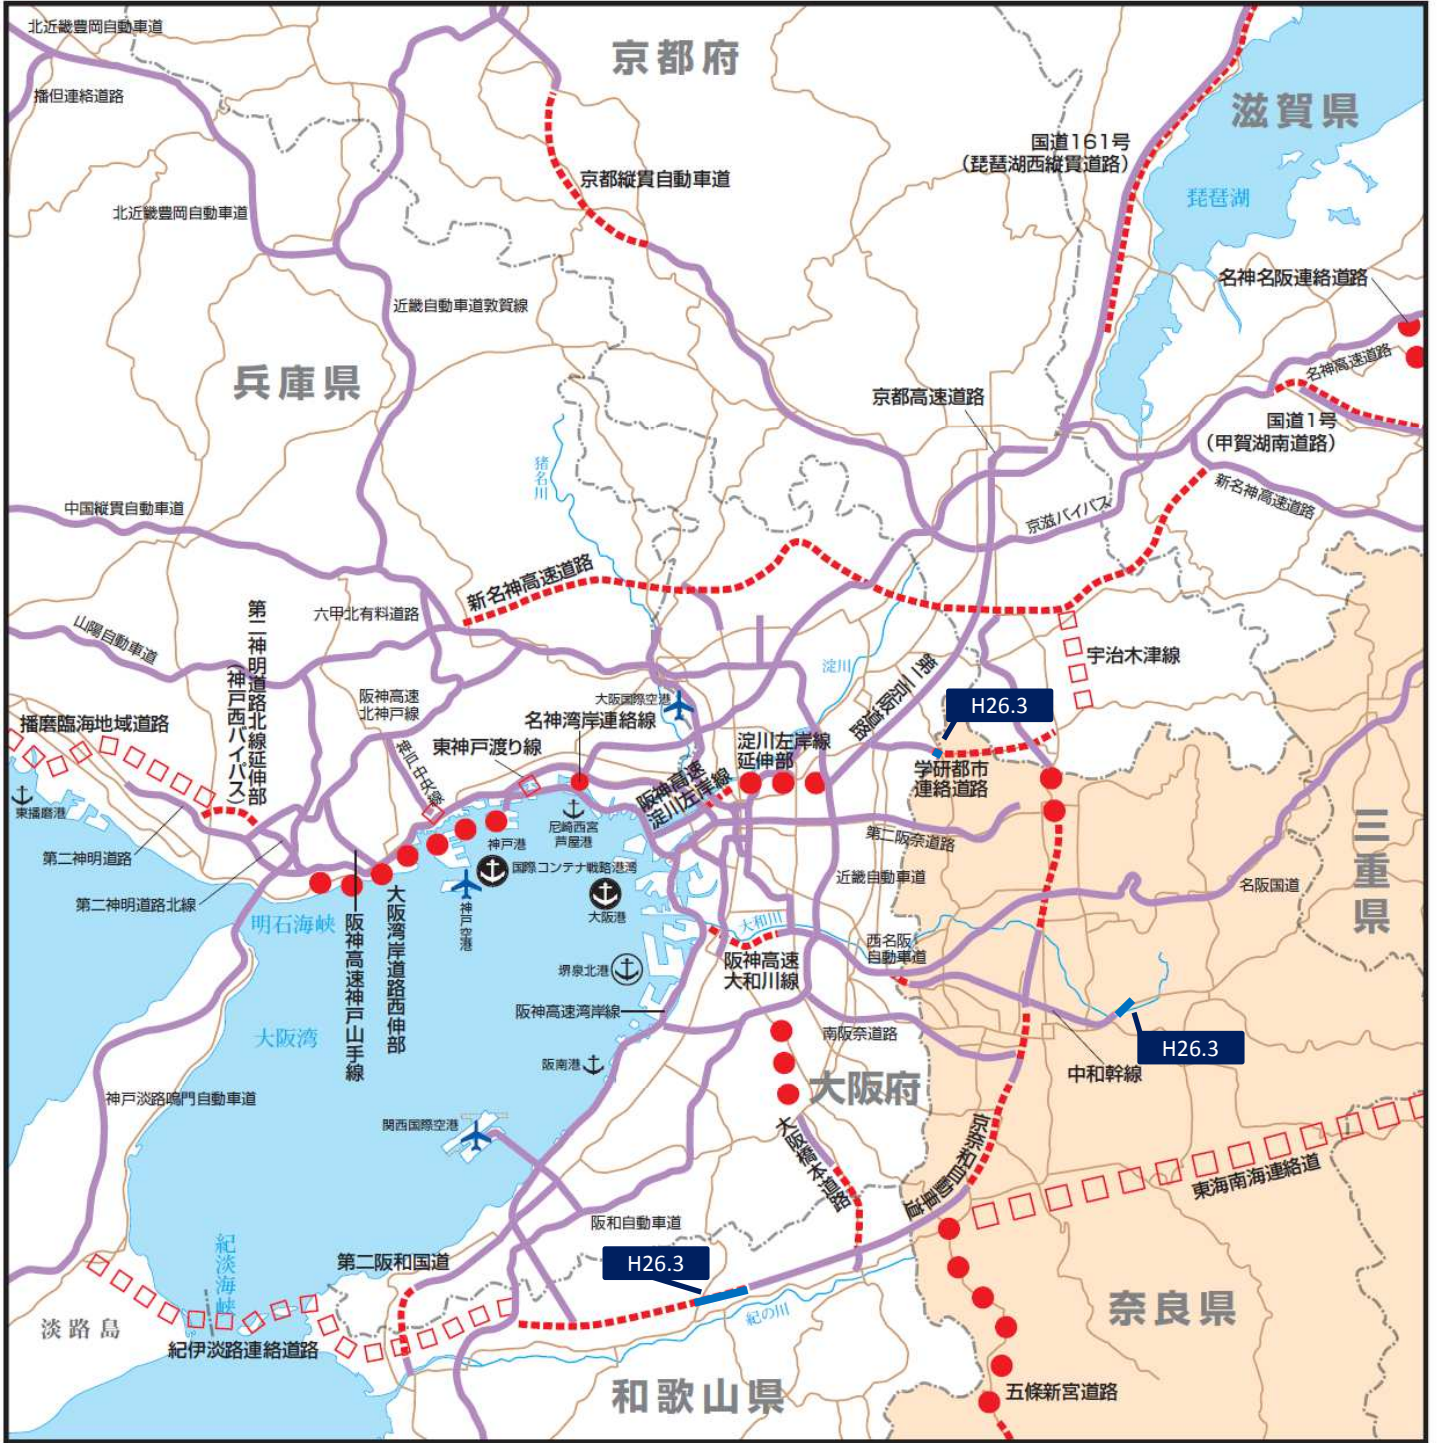 北近畿豊岡自動車道
京都府
播但連絡道路
滋賀県
国道161号
(琵琶湖西縦貫道路)
京都縦貫自動車道
琵琶湖
北近畿豊岡自動車道
名神名阪連絡道路
近畿自動車道敦賀線
名神高速道路
兵庫県
京都高速道路
国道1号
(甲賀湖南道路)
猪名川
新名神高速道路
中国縦貫自動車道
京滋バイパス
新名神高速道路
六甲北有料道路
第二神明道路北線延伸部
(神戸西バイパス)
山陽自動車道
宇治木津線
淀川
第二京阪道路
阪神高速
北神戸線
大阪国際空港
H26.3
名神湾岸連絡線
播磨臨海地域道路
東神戸渡り線
淀川左岸線
延伸部
神戸中央線
学研都市
連絡道路
阪神高速
淀川左岸線
東播磨港
尼崎西宮
芦屋港
三重県
第二阪奈道路
神戸港
第二神明道路
国際コンテナ戦略港湾
近畿自動車道
名阪国道
第二神明道路北線
大阪港
神戸空港
明石海峡
大和川
阪神高速神戸山手線
大阪湾岸道路西伸部
西名阪
自動車道
阪神高速
大和川線
堺泉北港
阪神高速湾岸線
大阪湾
南阪奈道路
H26.3
阪南港
中和幹線
大阪府
神戸淡路鳴門自動車道
関西国際空港
大阪橋本道路
京奈和自動車道
東海南海連絡道
阪和自動車道
紀淡海峡
第二阪和国道
H26.3
紀の川
奈良県
淡路島
紀伊淡路連絡道路
和歌山県
五條新宮道路